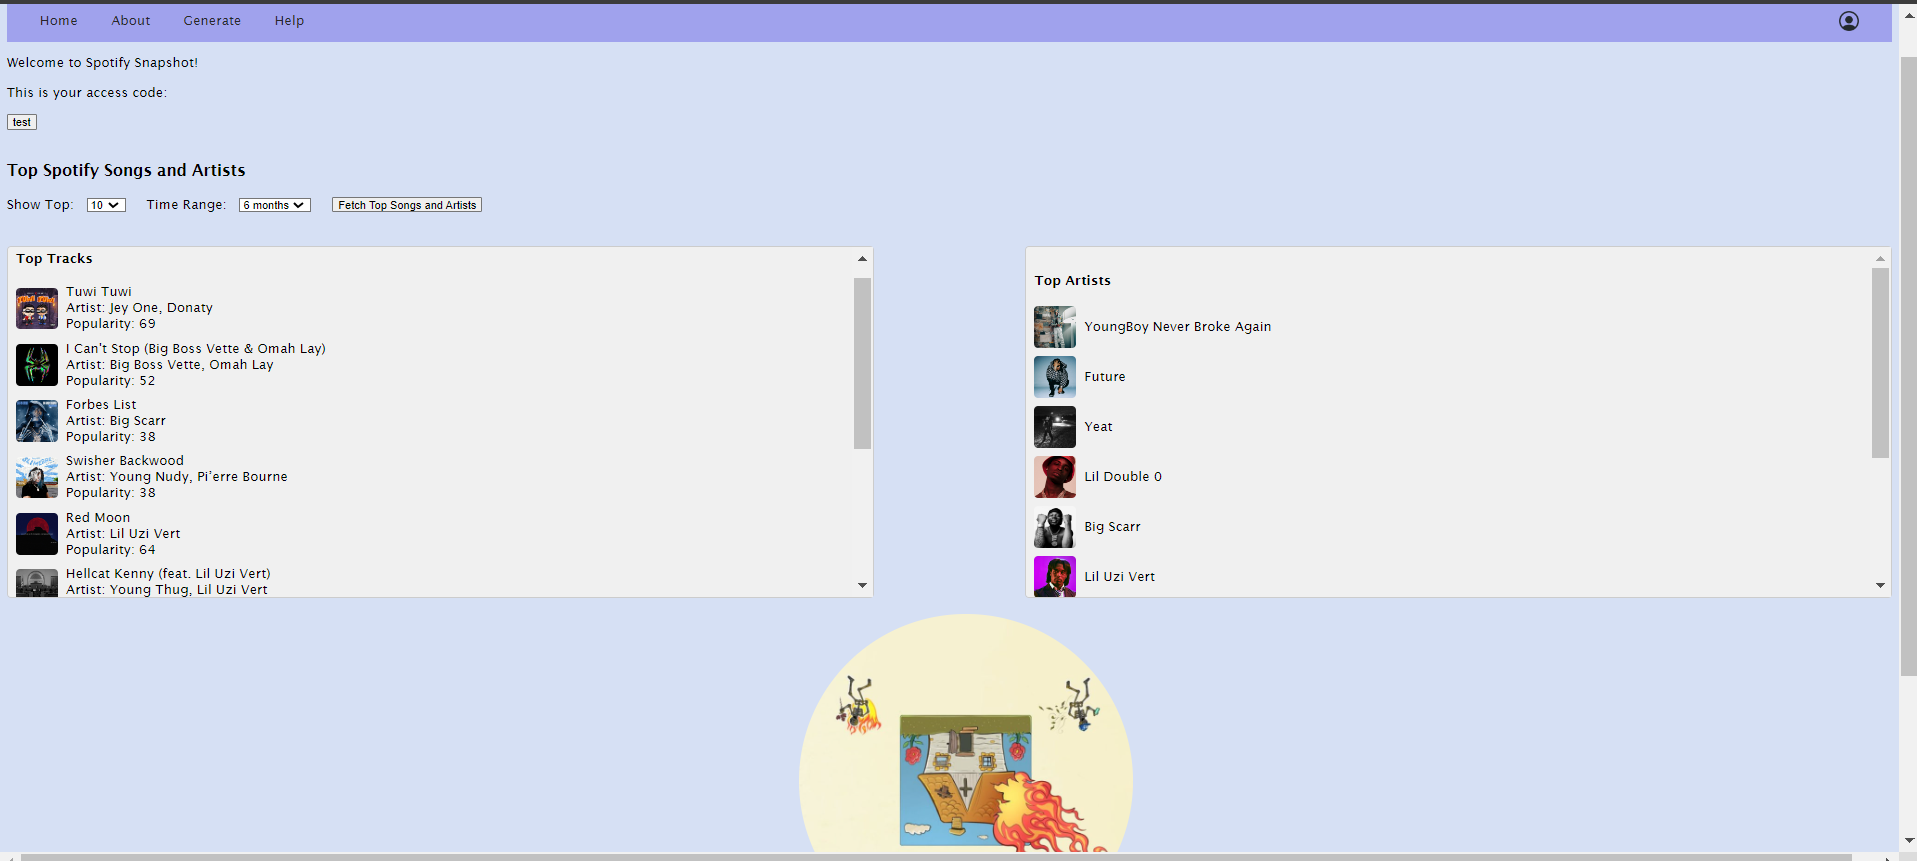 Home About Generate Help
Welcome to Spotify Snapshot!
This is your access code:
test
Top Spotify Songs and Artists
Show Top: 10 Time Range: 6 months Fetch Top Songs and Artists
Top Tracks
Tuwi Tuwi
Artist: Jey One, Donaty
Popularity: 69
I Can't Stop (Big Boss Vette & Omah Lay)
Artist: Big Boss Vette, Omah Lay
Popularity: 52
Forbes List
Artist: Big Scarr
Popularity: 38
Swisher Backwood
Artist: Young Nudy, Pi'erre Bourne
Popularity: 38
Red Moon
Artist: Lil Uzi Vert
Popularity: 64
Hellcat Kenny (feat. Lil Uzi Vert)
Artist: Young Thug, Lil Uzi Vert
Top Artists
YoungBoy Never Broke Again
Future
Yeat
Lil Double 0
Big Scarr
Lil Uzi Vert